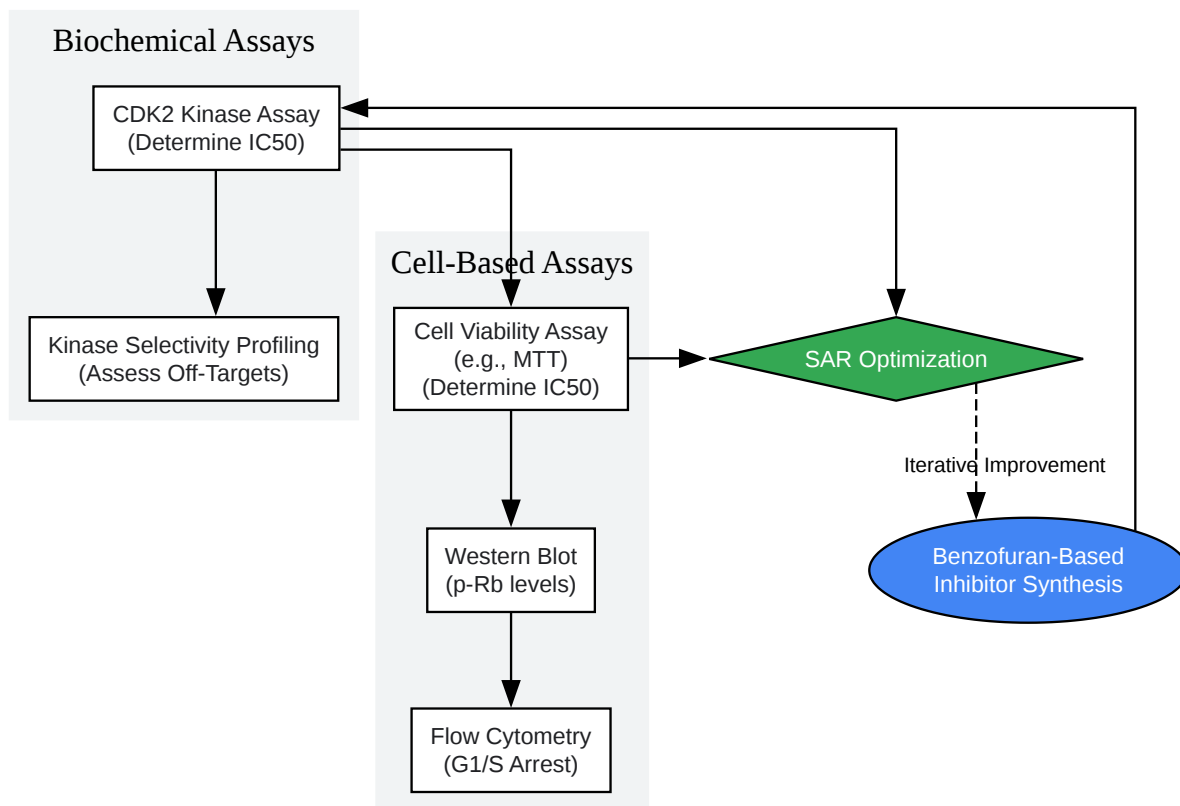 Biochemical Assays
CDK2 Kinase Assay
(Determine IC50)
Kinase Selectivity Profiling
(Assess Off-Targets)
Cell-Based Assays
Cell Viability Assay
(e.g., MTT)
(Determine IC50)
Western Blot
(p-Rb levels)
Flow Cytometry
(G1/S Arrest)
SAR Optimization
Iterative Improvement
Benzofuran-Based
Inhibitor Synthesis